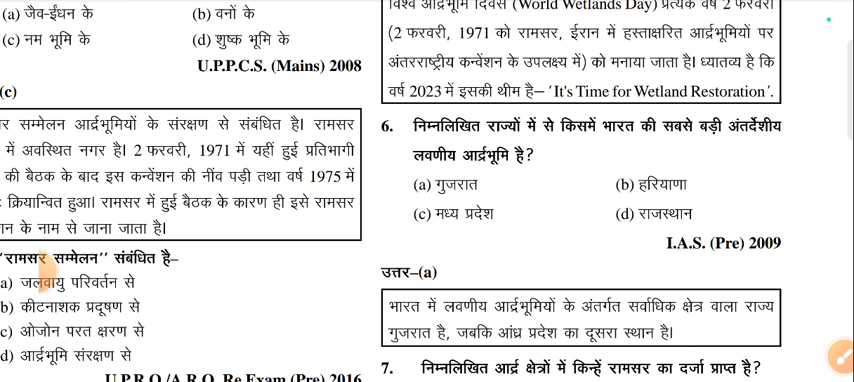 (a) जैव-ईंधन के (b) वनों के
(c) नम भूमि के (d) शुष्क भूमि के
U.P.P.C.S. (Mains) 2008
(c)
र सम्मेलन आर्द्रभूमियों के संरक्षण से संबंधित है। रामसर
में अवस्थित नगर है। 2 फरवरी, 1971 में यहीं हुई प्रतिभागी
की बैठक के बाद इस कन्वेंशन की नींव पड़ी तथा वर्ष 1975 में
क्रियान्वित हुआ। रामसर में हुई बैठक के कारण ही इसे रामसर
शन के नाम से जाना जाता है।
‘रामसर सम्मेलन’’ संबंधित है–
a) जलवायु परिवर्तन से
b) कीटनाशक प्रदूषण से
c) ओजोन परत क्षरण से
d) आर्द्रभूमि संरक्षण से
U.P.R.O./A.R.O. Re Exam (Pre) 2016
विश्व आर्द्रभूमि दिवस (World Wetlands Day) प्रत्येक वर्ष 2 फरवरी
(2 फरवरी, 1971 को रामसर, ईरान में हस्ताक्षरित आर्द्रभूमियों पर
अंतरराष्ट्रीय कन्वेंशन के उपलक्ष्य में) को मनाया जाता है। ध्यातव्य है कि
वर्ष 2023 में इसकी थीम है– ‘It's Time for Wetland Restoration’.
6. निम्नलिखित राज्यों में से किसमें भारत की सबसे बड़ी अंतर्देशीय
लवणीय आर्द्रभूमि है?
(a) गुजरात (b) हरियाणा
(c) मध्य प्रदेश (d) राजस्थान
I.A.S. (Pre) 2009
उत्तर–(a)
भारत में लवणीय आर्द्रभूमियों के अंतर्गत सर्वाधिक क्षेत्र वाला राज्य
गुजरात है, जबकि आंध्र प्रदेश का दूसरा स्थान है।
7. निम्नलिखित आर्द्र क्षेत्रों में किन्हें रामसर का दर्जा प्राप्त है?